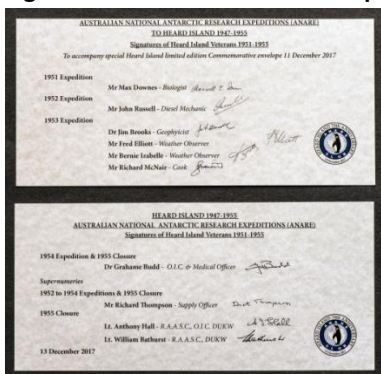 AUSTRALIAN NATIONAL ANTARCTIC RESEARCH EXPEDITIONS (ANARE)
TO HEARD ISLAND 1947-1955
Signatures of Heard Island Veterans 1951-1955
To accompany special Heard Island limited edition Commemorative envelope 11 December 2017
1951 Expedition
Mr Max Downes - Biologist
1952 Expedition
Mr John Russell - Diesel Mechanic
1953 Expedition
Dr Jim Brooks - Geophyicist
Mr Fred Elliott - Weather Observer
Mr Bernie Izabelle - Weather Observer
Mr Richard McNair - Cook
HEARD ISLAND 1947-1955
AUSTRALIAN NATIONAL ANTARCTIC RESEARCH EXPEDITIONS (ANARE)
Signatures of Heard Island Veterans 1951-1955
1954 Expedition & 1955 Closure
Dr Grahame Budd - O.I.C. & Medical Officer
Supernumeries
1952 to 1954 Expeditions & 1955 Closure
Mr Richard Thompson - Supply Officer Dick Thompson
1955 Closure
Lt. Anthony Hall - R.A.A.S.C., O.I.C. DUKW
Lt. William Bathurst - R.A.A.S.C., DUKW
13 December 2017